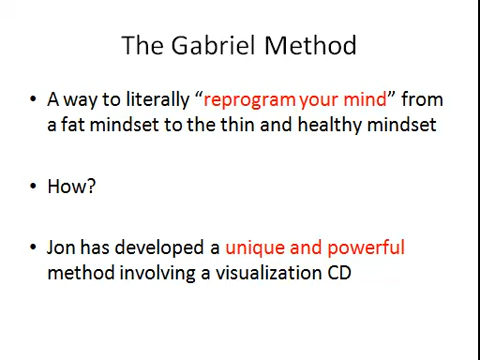 The Gabriel Method
• A way to literally “reprogram your mind” from
a fat mindset to the thin and healthy mindset
• How?
• Jon has developed a unique and powerful
method involving a visualization CD